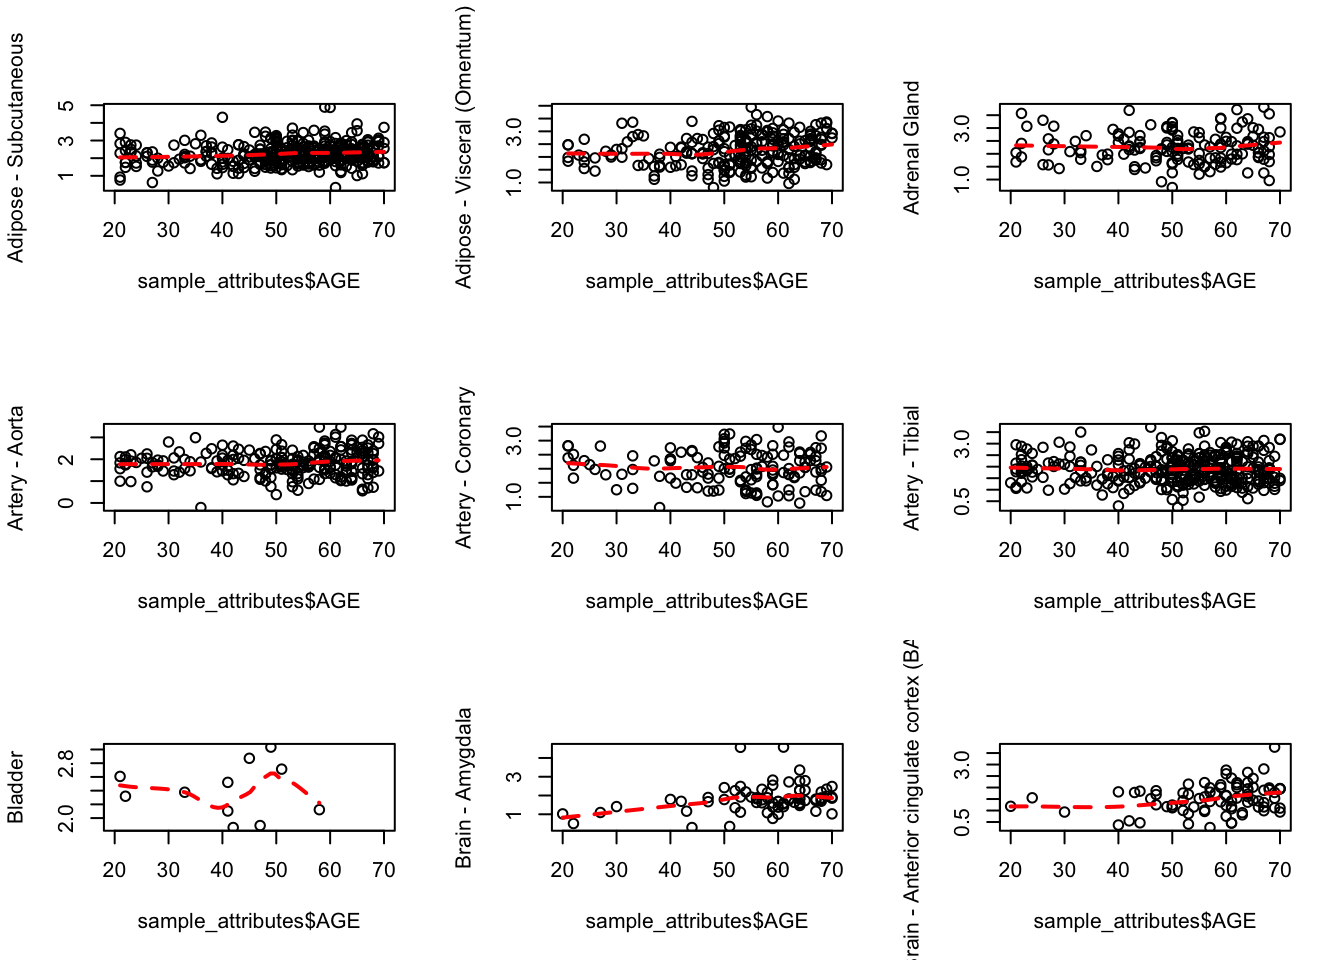 Adipose - Subcutaneous
1 3 5
20 30 40 50 60 70
sample_attributes$AGE
Adipose - Visceral (Omentum)
1.0 3.0
20 30 40 50 60 70
sample_attributes$AGE
Adrenal Gland
1.0 3.0
20 30 40 50 60 70
sample_attributes$AGE
Artery - Aorta
0 2
20 30 40 50 60 70
sample_attributes$AGE
Artery - Coronary
1.0 3.0
20 30 40 50 60 70
sample_attributes$AGE
Artery - Tibial
0.5 3.0
20 30 40 50 60 70
sample_attributes$AGE
Bladder
2.0 2.8
20 30 40 50 60 70
sample_attributes$AGE
Brain - Amygdala
1 3
20 30 40 50 60 70
sample_attributes$AGE
rain - Anterior cingulate cortex (BA
0.5 3.0
20 30 40 50 60 70
sample_attributes$AGE